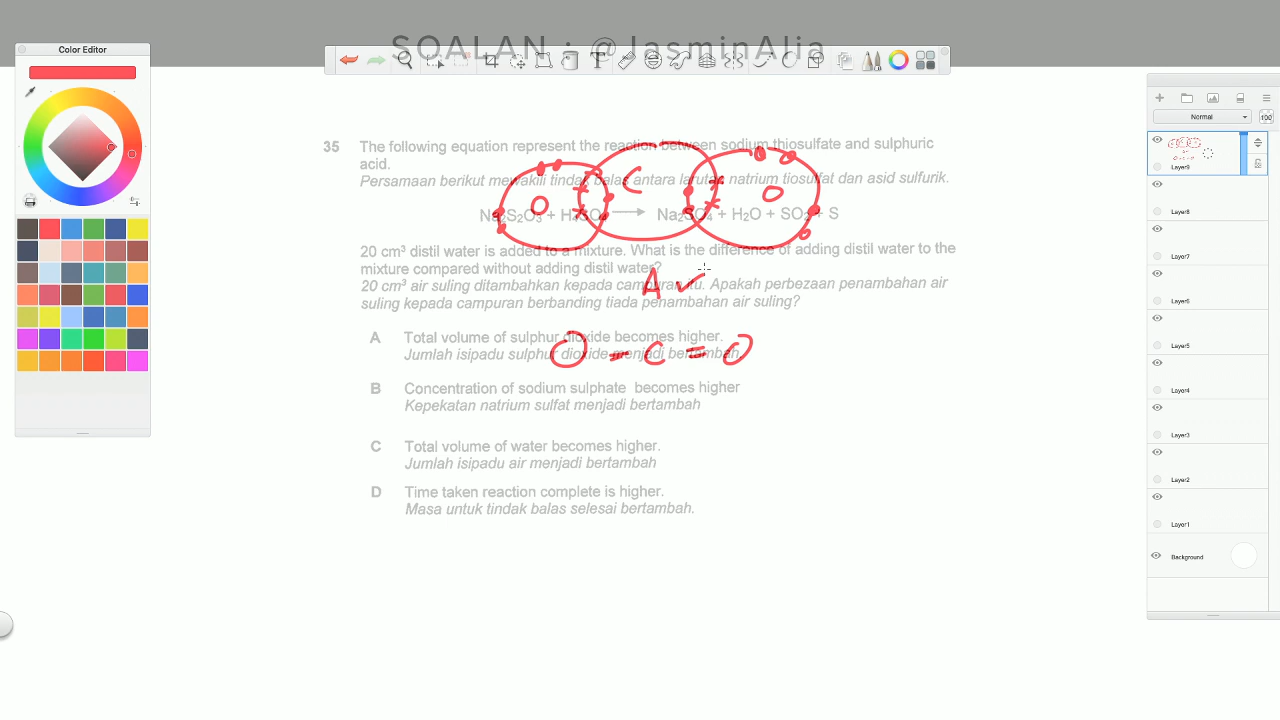 SOALAN : @JasminAlia
Color Editor
Normal
100
35 The following equation represent the reaction between sodium thiosulfate and sulphuric
acid.
Persamaan berikut mewakili tindak balas antara larutan natrium tiosulfat dan asid sulfurik.
Na₂S₂O₃ + H₂SO₄ → Na₂SO₄ + H₂O + SO₂ + S
O C O
20 cm³ distil water is added to a mixture. What is the difference of adding distil water to the
mixture compared without adding distil water?
20 cm³ air suling ditambahkan kepada campuran itu. Apakah perbezaan penambahan air
suling kepada campuran berbanding tiada penambahan air suling?
A ✓
A Total volume of sulphur dioxide becomes higher.
Jumlah isipadu sulphur dioxide menjadi bertambah.
O = C = O
B Concentration of sodium sulphate becomes higher
Kepekatan natrium sulfat menjadi bertambah
C Total volume of water becomes higher.
Jumlah isipadu air menjadi bertambah
D Time taken reaction complete is higher.
Masa untuk tindak balas selesai bertambah.
Layer9
Layer8
Layer7
Layer6
Layer5
Layer4
Layer3
Layer2
Layer1
Background